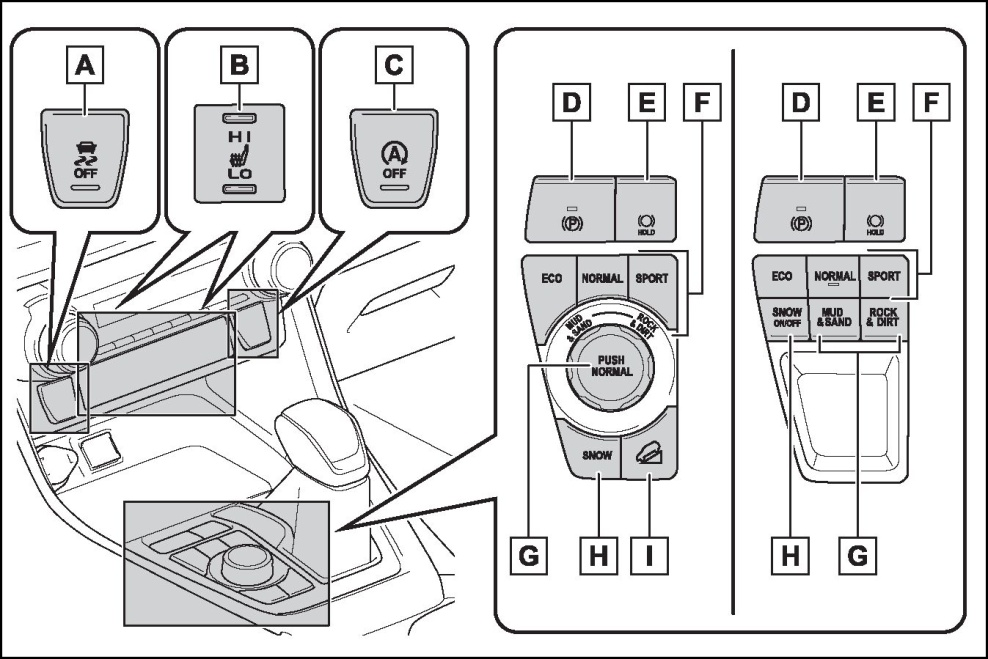 A
B
C
OFF
HI
LO
A
OFF
D
E
F
P
HOLD
ECO
NORMAL
SPORT
MUD
& SAND
ROCK
& DIRT
PUSH
NORMAL
SNOW
G
H
I
D
E
F
P
HOLD
ECO
NORMAL
SPORT
SNOW
ON/OFF
MUD
&SAND
ROCK
& DIRT
H
G